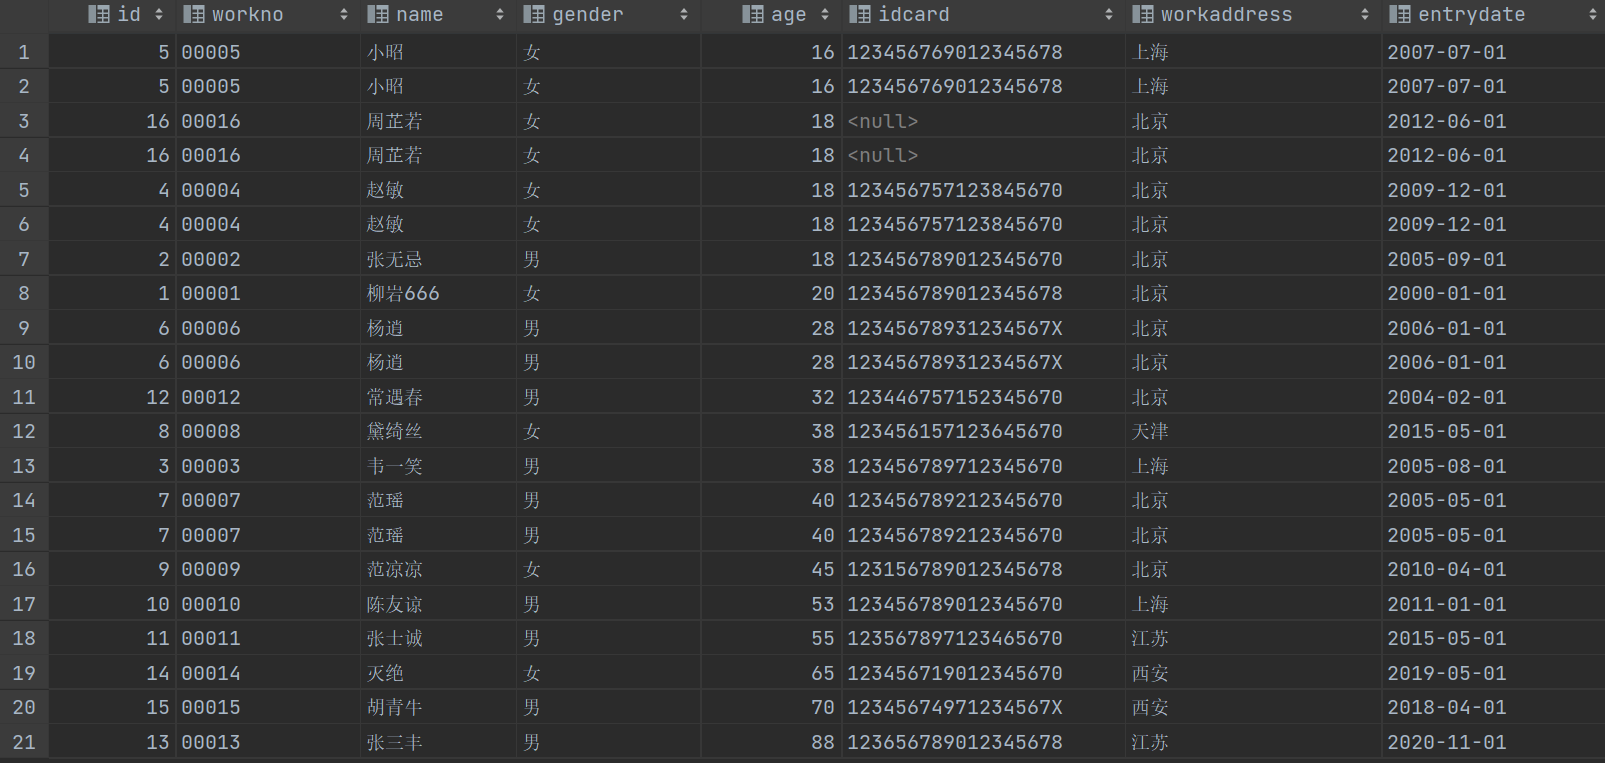 id workno name gender age idcard workaddress entrydate
1 5 00005 小昭 女 16 123456769012345678 上海 2007-07-01
2 5 00005 小昭 女 16 123456769012345678 上海 2007-07-01
3 16 00016 周芷若 女 18 <null> 北京 2012-06-01
4 16 00016 周芷若 女 18 <null> 北京 2012-06-01
5 4 00004 赵敏 女 18 123456757123845670 北京 2009-12-01
6 4 00004 赵敏 女 18 123456757123845670 北京 2009-12-01
7 2 00002 张无忌 男 18 123456789012345670 北京 2005-09-01
8 1 00001 柳岩666 女 20 123456789012345678 北京 2000-01-01
9 6 00006 杨逍 男 28 12345678931234567X 北京 2006-01-01
10 6 00006 杨逍 男 28 12345678931234567X 北京 2006-01-01
11 12 00012 常遇春 男 32 123446757152345670 北京 2004-02-01
12 8 00008 黛绮丝 女 38 123456157123645670 天津 2015-05-01
13 3 00003 韦一笑 男 38 123456789712345670 上海 2005-08-01
14 7 00007 范瑶 男 40 123456789212345670 北京 2005-05-01
15 7 00007 范瑶 男 40 123456789212345670 北京 2005-05-01
16 9 00009 范凉凉 女 45 123156789012345678 北京 2010-04-01
17 10 00010 陈友谅 男 53 123456789012345670 上海 2011-01-01
18 11 00011 张士诚 男 55 123567897123465670 江苏 2015-05-01
19 14 00014 灭绝 女 65 123456719012345670 西安 2019-05-01
20 15 00015 胡青牛 男 70 12345674971234567X 西安 2018-04-01
21 13 00013 张三丰 男 88 123656789012345678 江苏 2020-11-01